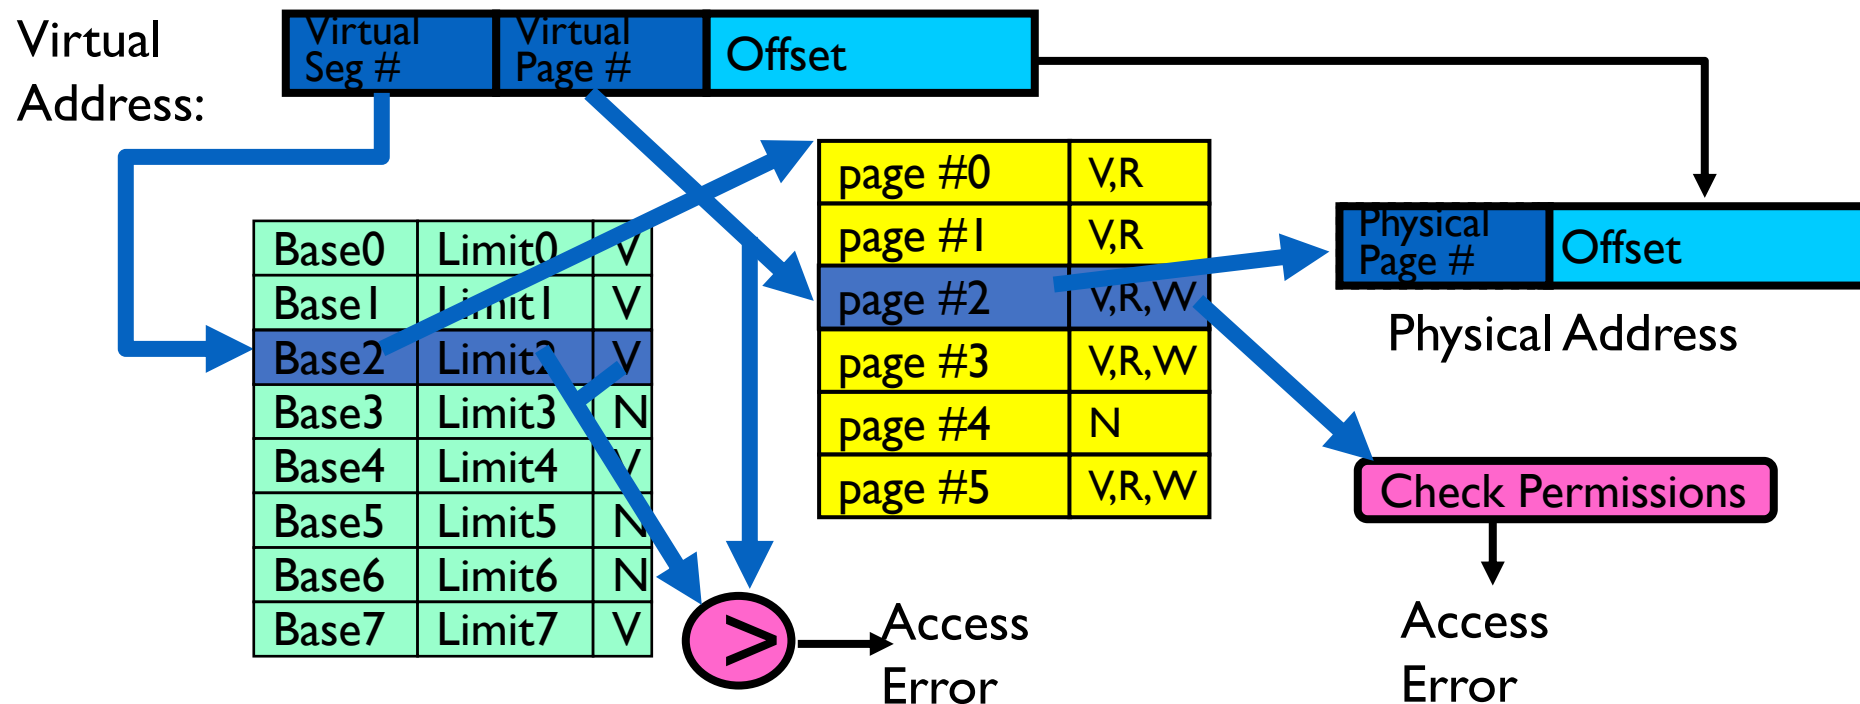 Virtual
Address:
Virtual
Seg #
Virtual
Page #
Offset
page #0 V,R
page #1 V,R
page #2 V,R,W
page #3 V,R,W
page #4 N
page #5 V,R,W
Physical
Page #
Offset
Physical Address
Base0 Limit0 V
Base1 Limit1 V
Base2 Limit2 V
Base3 Limit3 N
Base4 Limit4 V
Base5 Limit5 N
Base6 Limit6 N
Base7 Limit7 V
>
Access
Error
Check Permissions
Access
Error